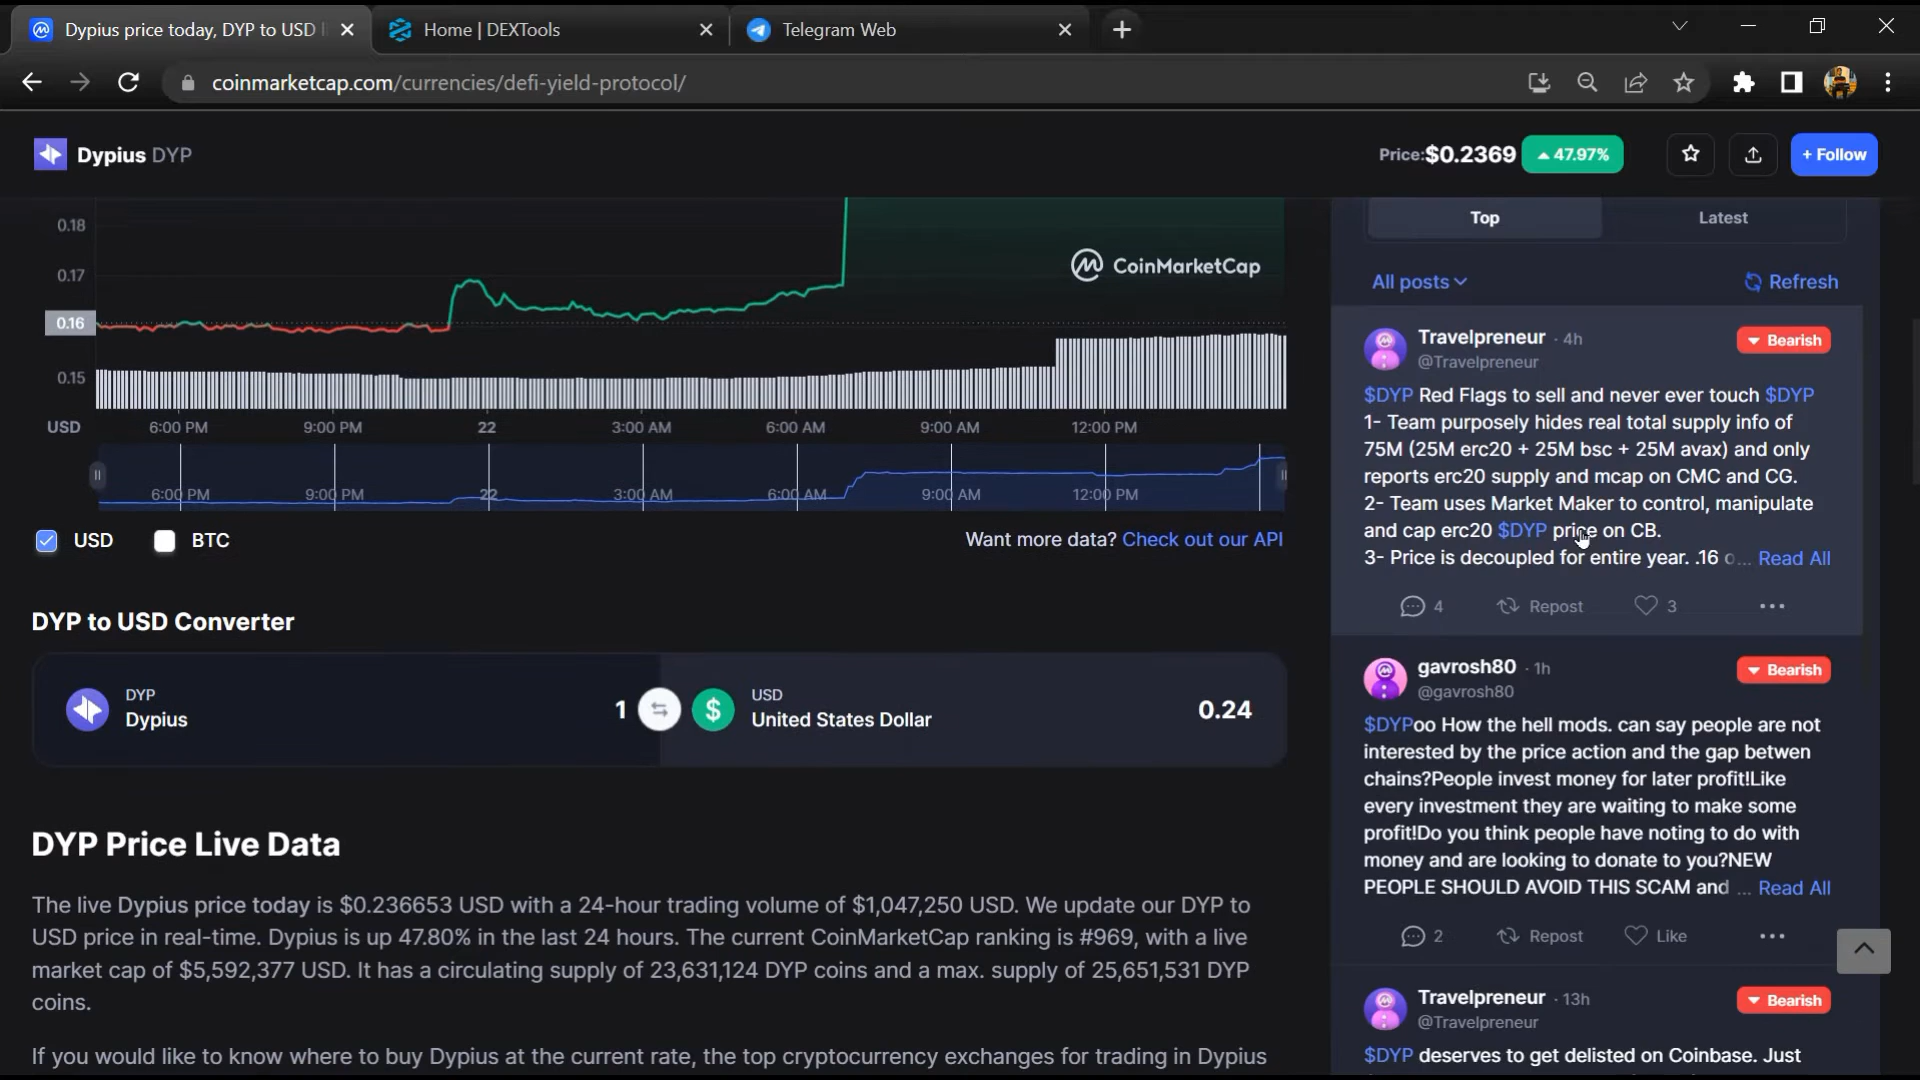 Dypius price today, DYP to USD l
Home | DEXTools
Telegram Web
coinmarketcap.com/currencies/defi-yield-protocol/
Dypius DYP
Price:$0.2369
47.97%
+ Follow
0.18
0.17
0.16
0.15
CoinMarketCap
USD
6:00 PM
9:00 PM
22
3:00 AM
6:00 AM
9:00 AM
12:00 PM
6:00 PM
9:00 PM
22
3:00 AM
6:00 AM
9:00 AM
12:00 PM
USD
BTC
Want more data? Check out our API
DYP to USD Converter
DYP
Dypius
1
USD
United States Dollar
0.24
DYP Price Live Data
The live Dypius price today is $0.236653 USD with a 24-hour trading volume of $1,047,250 USD. We update our DYP to
USD price in real-time. Dypius is up 47.80% in the last 24 hours. The current CoinMarketCap ranking is #969, with a live
market cap of $5,592,377 USD. It has a circulating supply of 23,631,124 DYP coins and a max. supply of 25,651,531 DYP
coins.
If you would like to know where to buy Dypius at the current rate, the top cryptocurrency exchanges for trading in Dypius
Top
Latest
All posts
Refresh
Travelpreneur · 4h
Bearish
@Travelpreneur
$DYP Red Flags to sell and never ever touch $DYP
1- Team purposely hides real total supply info of
75M (25M erc20 + 25M bsc + 25M avax) and only
reports erc20 supply and mcap on CMC and CG.
2- Team uses Market Maker to control, manipulate
and cap erc20 $DYP price on CB.
3- Price is decoupled for entire year. .16 o... Read All
4
Repost
3
gavrosh80 · 1h
Bearish
@gavrosh80
$DYPoo How the hell mods. can say people are not
interested by the price action and the gap betwen
chains?People invest money for later profit!Like
every investment they are waiting to make some
profit!Do you think people have noting to do with
money and are looking to donate to you?NEW
PEOPLE SHOULD AVOID THIS SCAM and ... Read All
2
Repost
Like
Travelpreneur · 13h
Bearish
@Travelpreneur
$DYP deserves to get delisted on Coinbase. Just